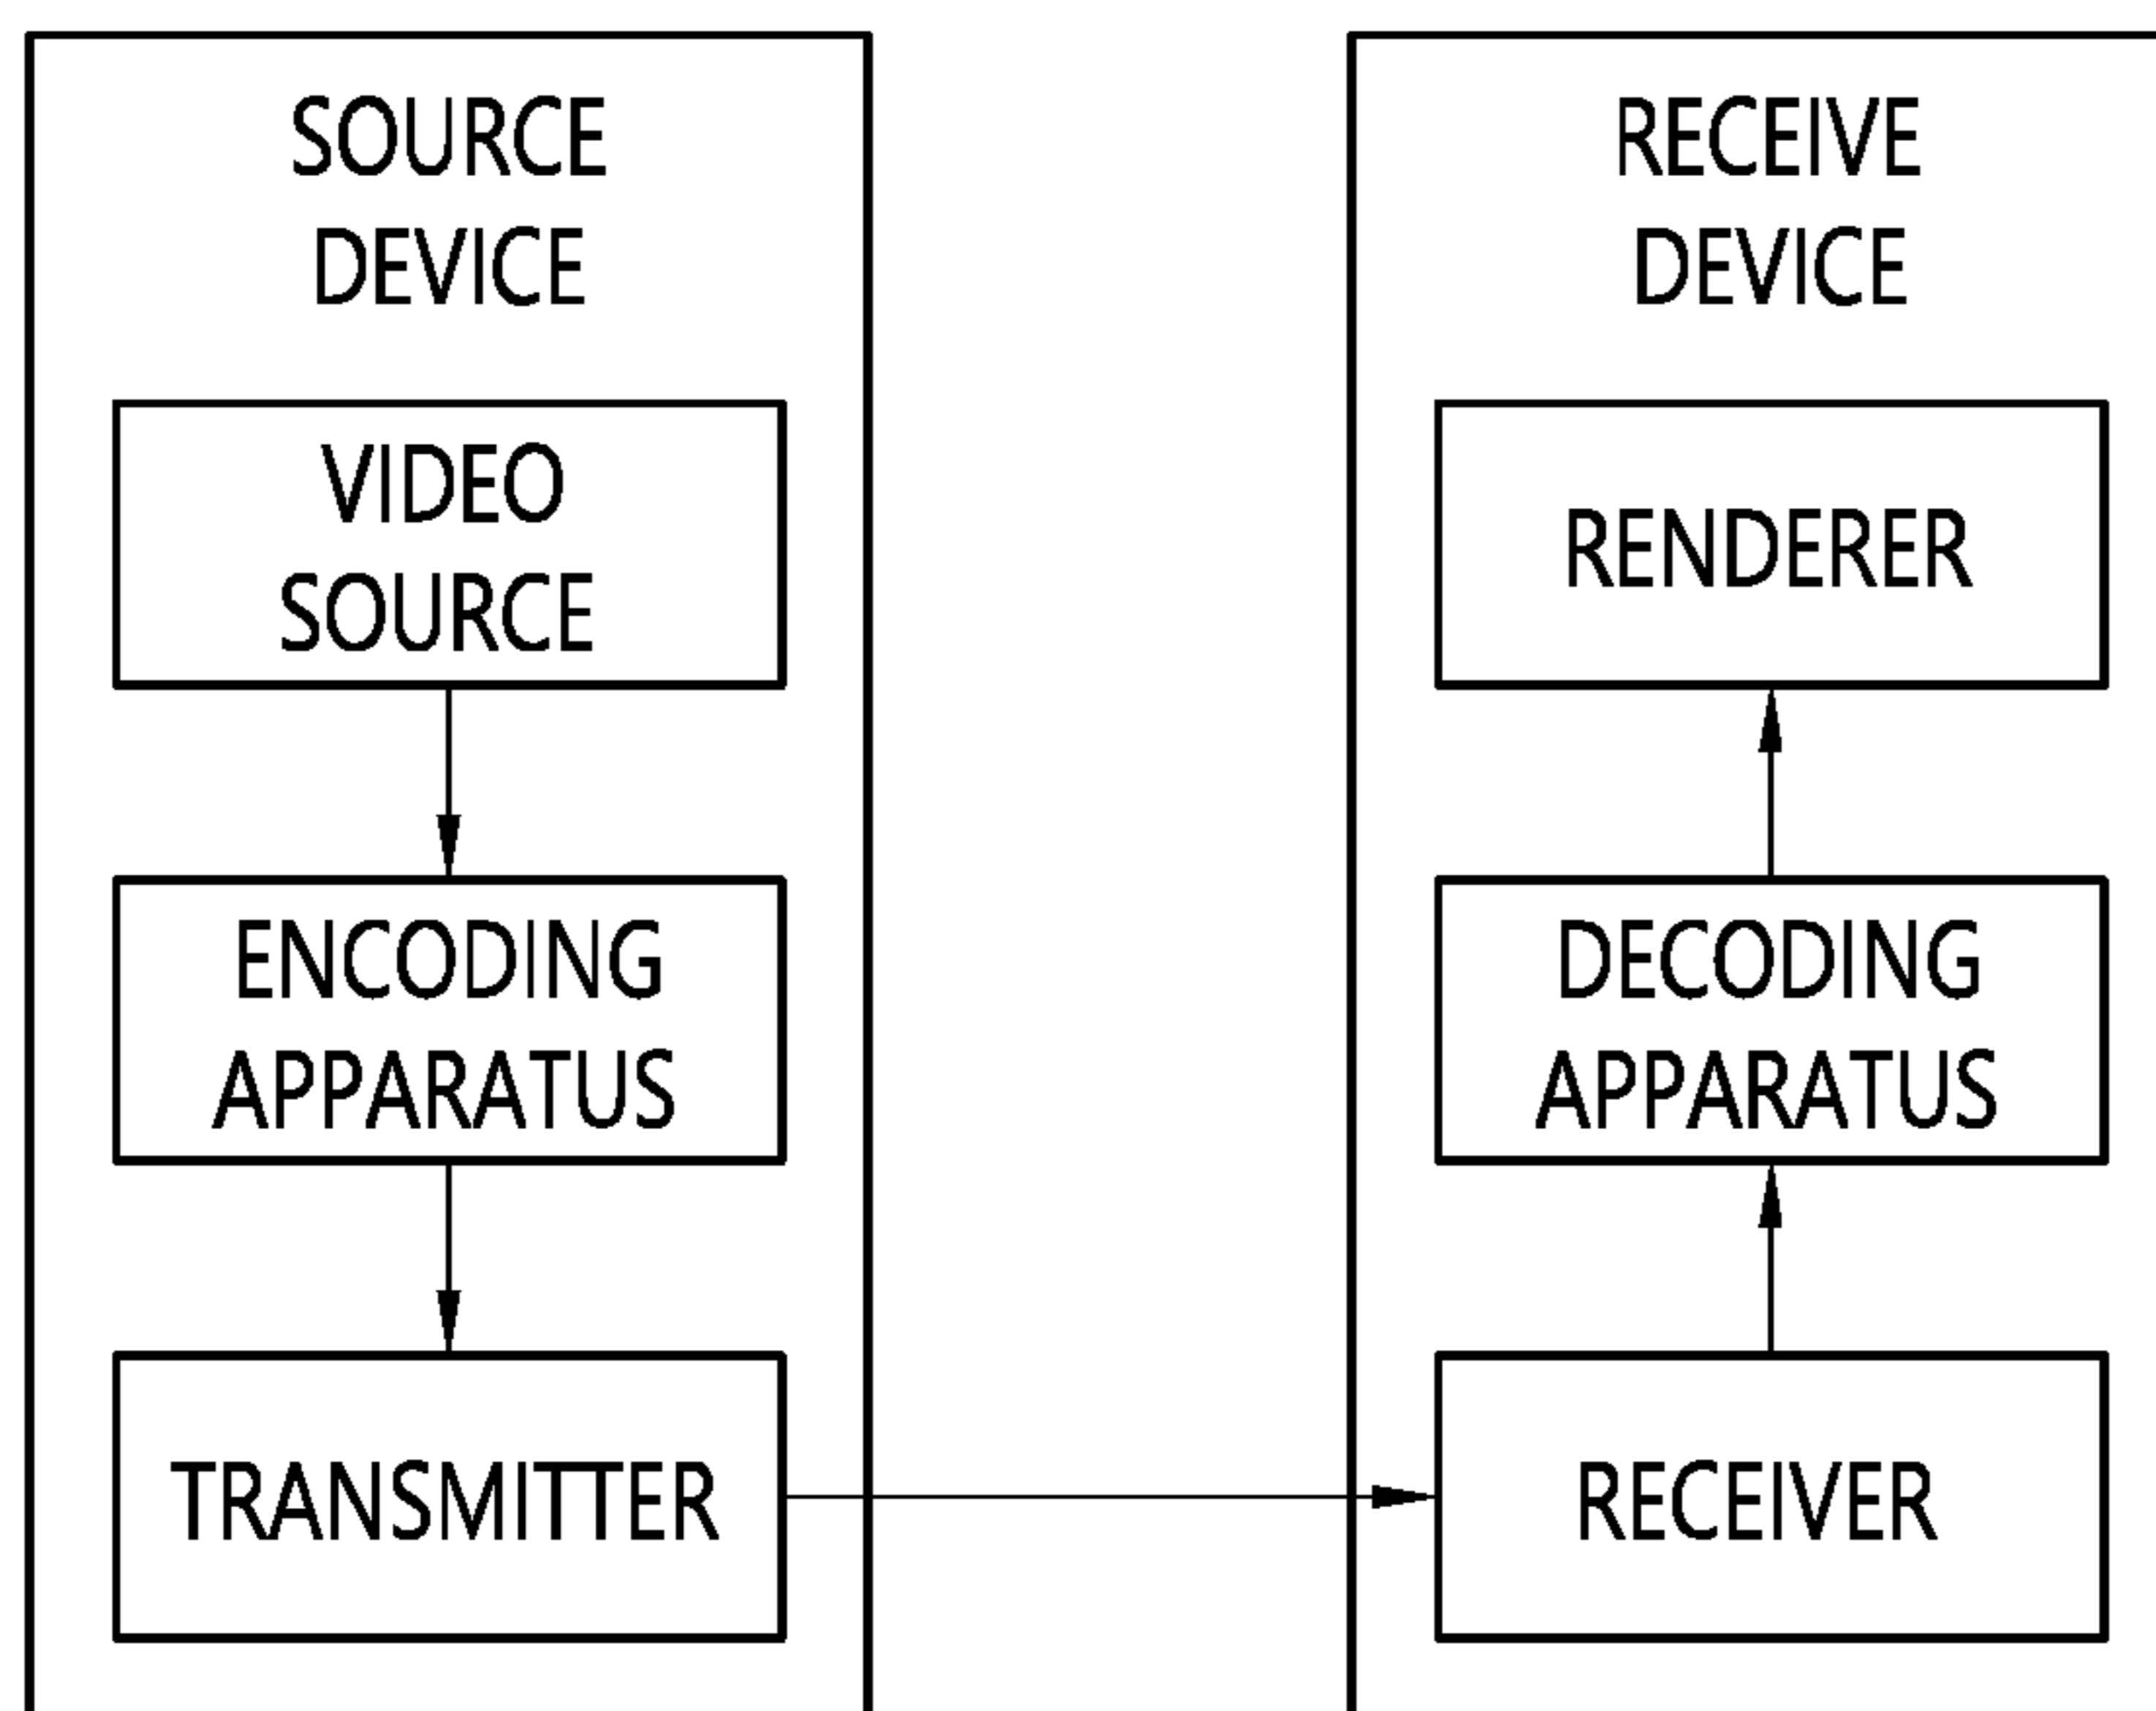 SOURCE
DEVICE
VIDEO
SOURCE
ENCODING
APPARATUS
TRANSMITTER
RECEIVE
DEVICE
RENDERER
DECODING
APPARATUS
RECEIVER